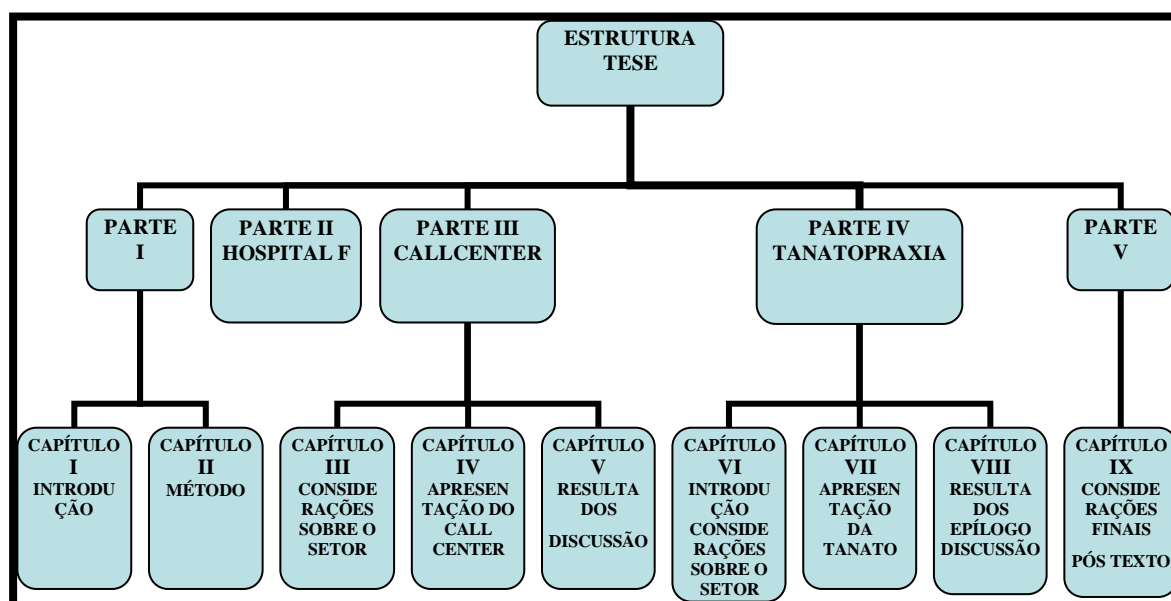 ESTRUTURA
TESE
PARTE
I
PARTE II
HOSPITAL F
PARTE III
CALLCENTER
PARTE IV
TANATOPRAXIA
PARTE
V
CAPÍTULO
I
INTRODU
ÇÃO
CAPÍTULO
II
MÉTODO
CAPÍTULO
III
CONSIDE
RAÇÕES
SOBRE O
SETOR
CAPÍTULO
IV
APRESEN
TAÇÃO DO
CALL
CENTER
CAPÍTULO
V
RESULTA
DOS
DISCUSSÃO
CAPÍTULO
VI
INTRODU
ÇÃO
CONSIDE
RAÇÕES
SOBRE O
SETOR
CAPÍTULO
VII
APRESEN
TAÇÃO
DA
TANATO
CAPÍTULO
VIII
RESULTA
DOS
EPÍLOGO
DISCUSSÃO
CAPÍTULO
IX
CONSIDE
RAÇÕES
FINAIS
PÓS TEXTO